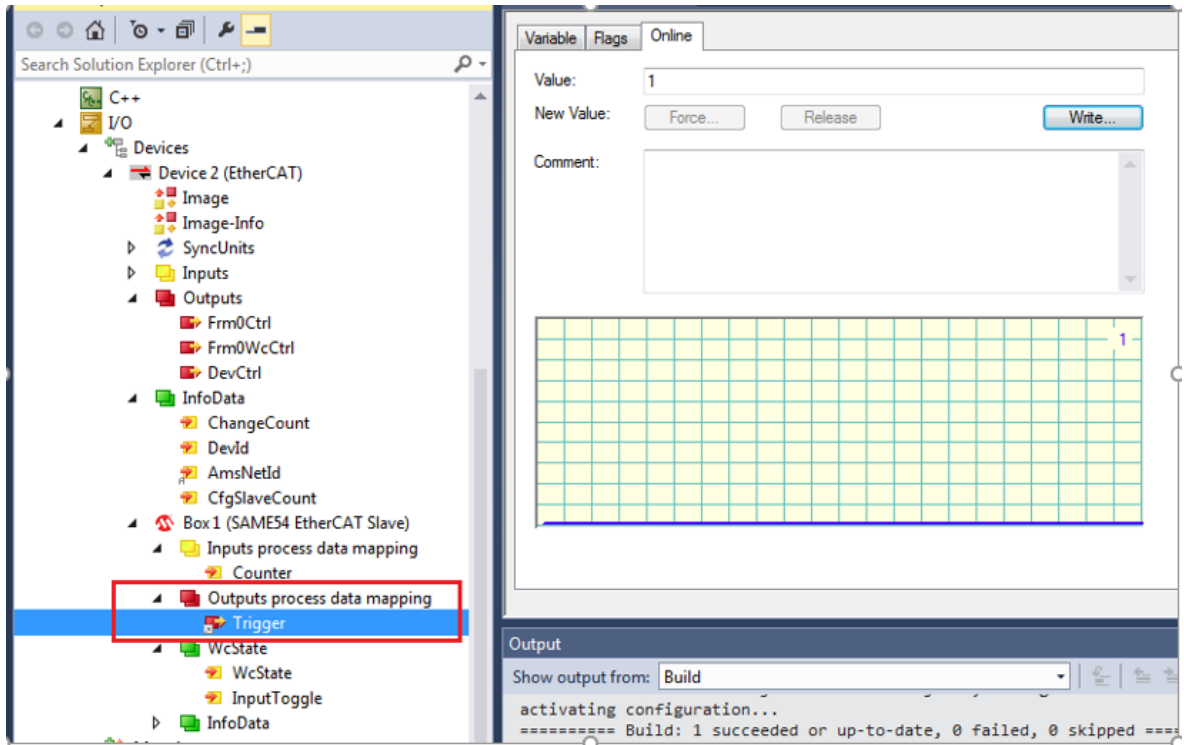 Search Solution Explorer (Ctrl+;)
C++
I/O
Devices
Device 2 (EtherCAT)
Image
Image-Info
SyncUnits
Inputs
Outputs
Frm0Ctrl
Frm0WcCtrl
DevCtrl
InfoData
ChangeCount
DevId
AmsNetId
CfgSlaveCount
Box 1 (SAME54 EtherCAT Slave)
Inputs process data mapping
Counter
Outputs process data mapping
Trigger
WcState
WcState
InputToggle
InfoData
Variable Flags Online
Value: 1
New Value: Force... Release Write...
Comment:
1
Output
Show output from: Build
activating configuration...
========== Build: 1 succeeded or up-to-date, 0 failed, 0 skipped ====